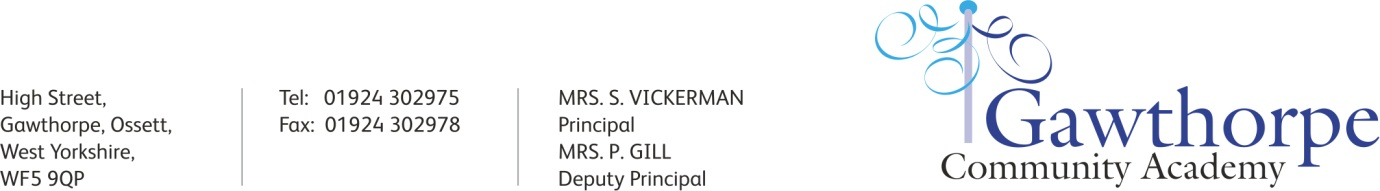 High Street,
Gawthorpe, Ossett,
West Yorkshire,
WF5 9QP
Tel: 01924 302975
Fax: 01924 302978
MRS. S. VICKERMAN
Principal
MRS. P. GILL
Deputy Principal
Gawthorpe
Community Academy